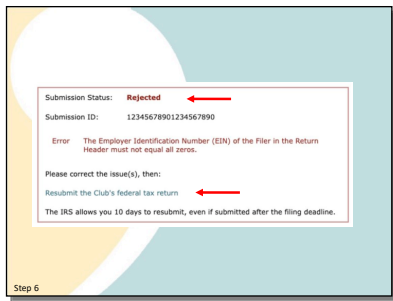 Submission Status: Rejected
Submission ID: 12345678901234567890
Error The Employer Identification Number (EIN) of the Filer in the Return
Header must not equal all zeros.
Please correct the issue(s), then:
Resubmit the Club's federal tax return
The IRS allows you 10 days to resubmit, even if submitted after the filing deadline.
Step 6